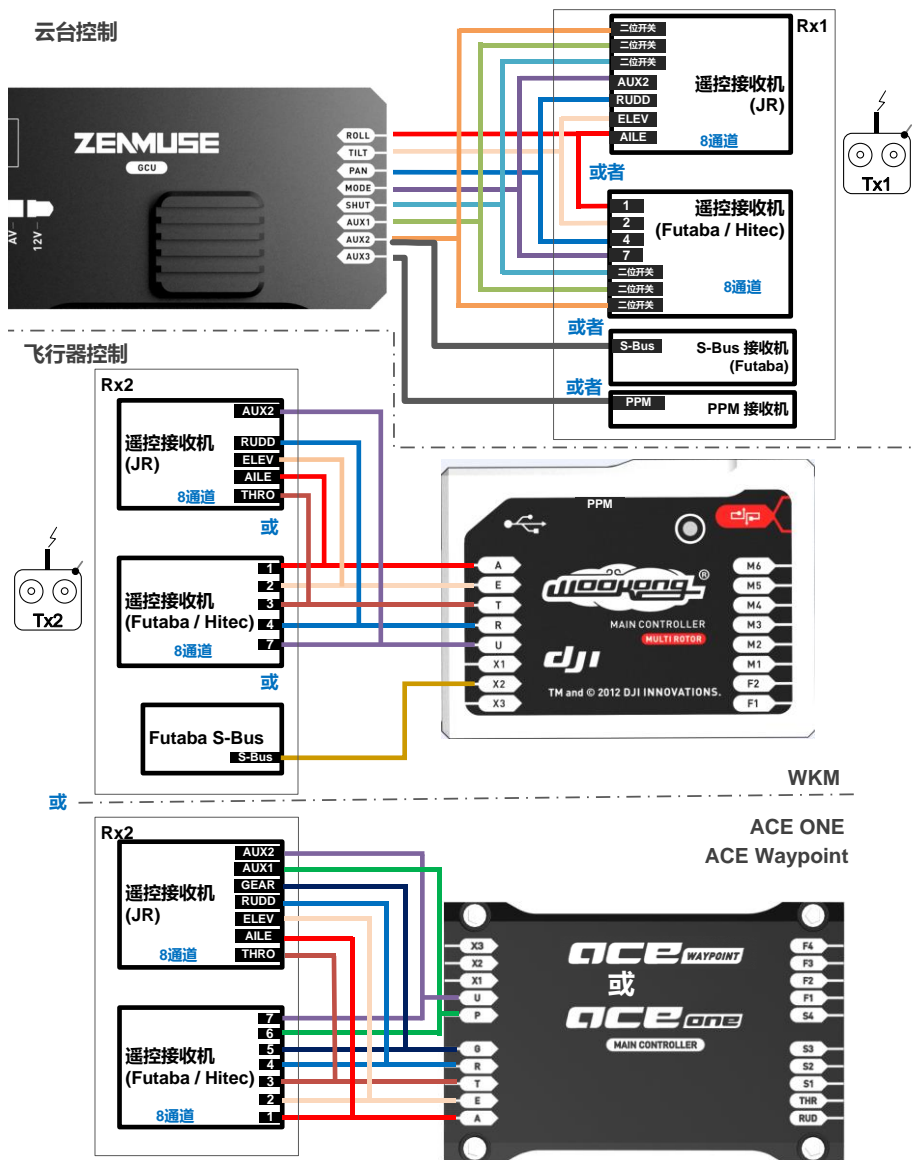 云台控制
ZENMUSE
GCU
AV
12V
ROLL
TILT
PAN
MODE
SHUT
AUX1
AUX2
AUX3
Rx1
二位开关
二位开关
二位开关
AUX2
RUDD
ELEV
AILE
遥控接收机
(JR)
8通道
或者
1
2
4
7
二位开关
二位开关
二位开关
遥控接收机
(Futaba / Hitec)
8通道
或者
S-Bus
S-Bus 接收机
(Futaba)
或者
PPM
PPM 接收机
Tx1
飞行器控制
Rx2
遥控接收机
(JR)
8通道
AUX2
RUDD
ELEV
AILE
THRO
或
遥控接收机
(Futaba / Hitec)
8通道
1
2
3
4
7
或
Futaba S-Bus
S-Bus
Tx2
PPM
A
E
T
R
U
X1
X2
X3
wookong®
MAIN CONTROLLER
MULTI ROTOR
dji
TM and © 2012 DJI INNOVATIONS.
M6
M5
M4
M3
M2
M1
F2
F1
WKM
或
ACE ONE
ACE Waypoint
Rx2
遥控接收机
(JR)
8通道
AUX2
AUX1
GEAR
RUDD
ELEV
AILE
THRO
遥控接收机
(Futaba / Hitec)
8通道
7
6
5
4
3
2
1
X3
X2
X1
U
P
G
R
T
E
A
ace WAYPOINT
或
ace one
MAIN CONTROLLER
F4
F3
F2
F1
S4
S3
S2
S1
THR
RUD